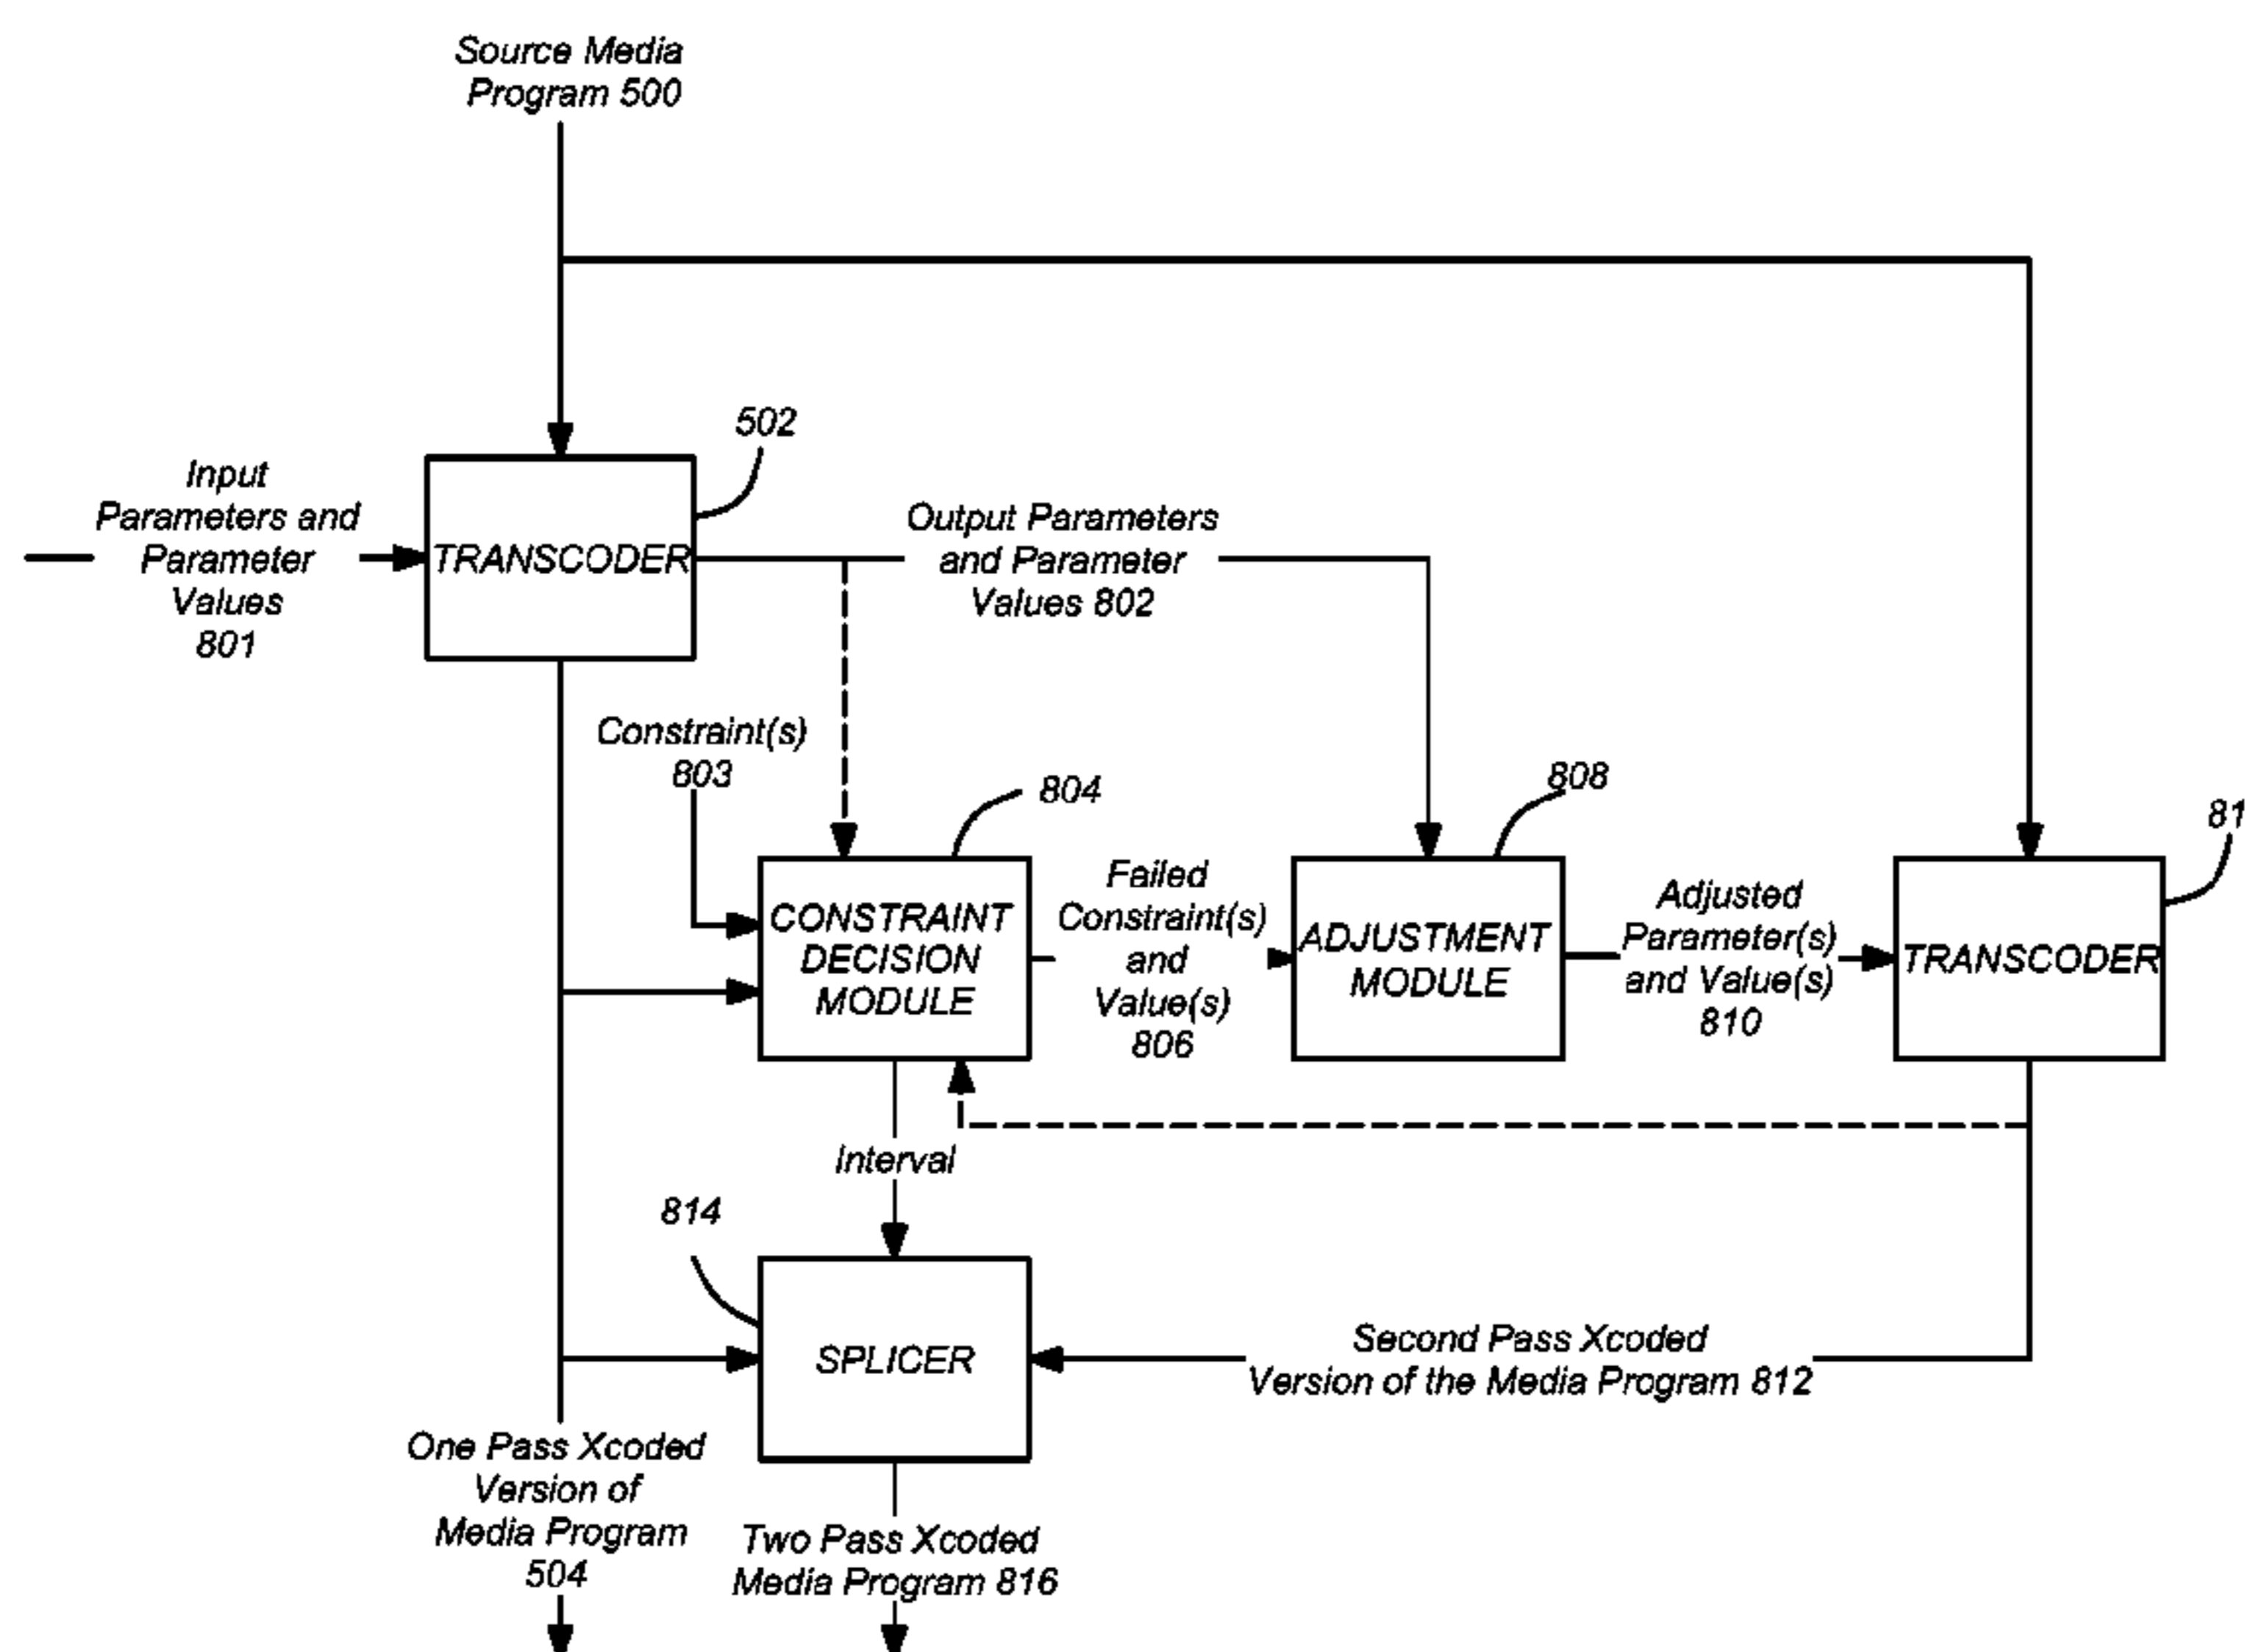 Source Media
Program 500
502
Input
Parameters and
Parameter
Values
801
TRANSCODER
Output Parameters
and Parameter
Values 802
Constraint(s)
803
804
808
81
CONSTRAINT
DECISION
MODULE
Failed
Constraint(s)
and
Value(s)
806
ADJUSTMENT
MODULE
Adjusted
Parameter(s)
and Value(s)
810
TRANSCODER
Interval
814
SPLICER
Second Pass Xcoded
Version of the Media Program 812
One Pass Xcoded
Version of
Media Program
504
Two Pass Xcoded
Media Program 816